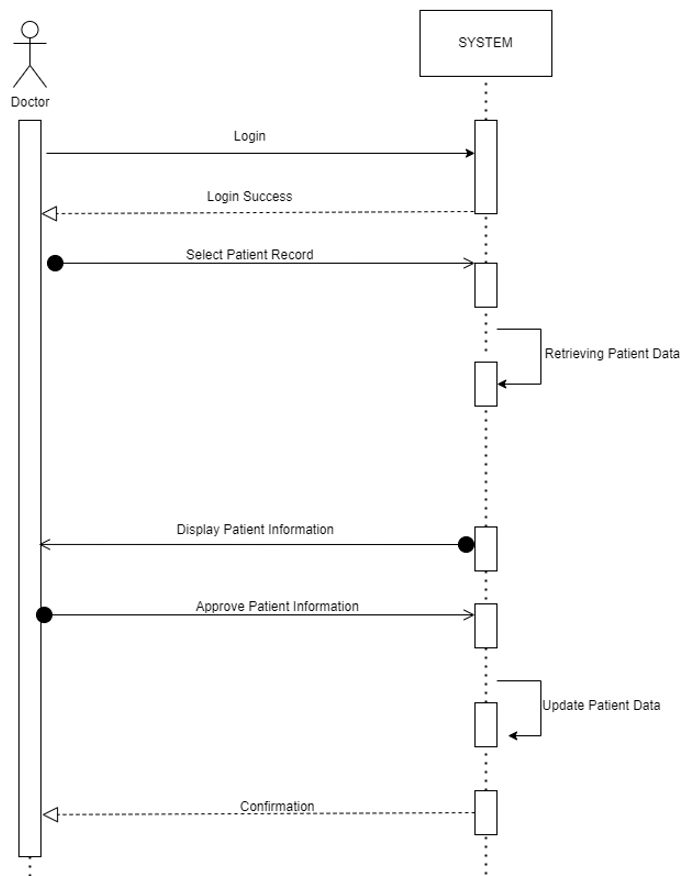 SYSTEM
Doctor
Login
Login Success
Select Patient Record
Retrieving Patient Data
Display Patient Information
Approve Patient Information
Update Patient Data
Confirmation